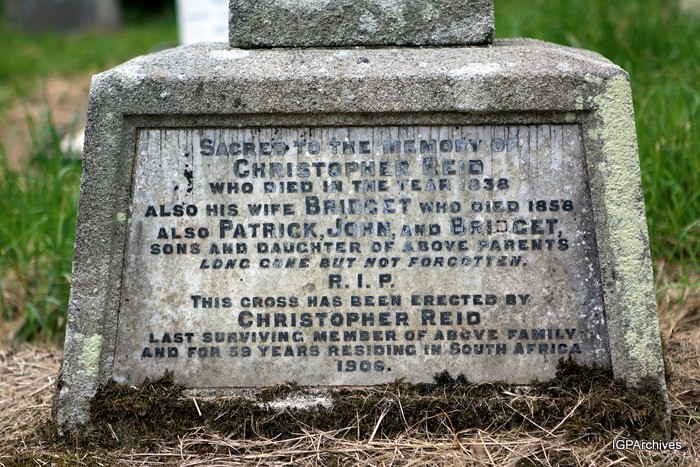 SACRED TO THE MEMORY OF
CHRISTOPHER REID
WHO DIED IN THE YEAR 1838
ALSO HIS WIFE BRIDGET WHO DIED 1858
ALSO PATRICK, JOHN, AND BRIDGET,
SONS AND DAUGHTER OF ABOVE PARENTS
LONG GONE BUT NOT FORGOTTEN.
R. I. P.
THIS CROSS HAS BEEN ERECTED BY
CHRISTOPHER REID
LAST SURVIVING MEMBER OF ABOVE FAMILY
AND FOR 59 YEARS RESIDING IN SOUTH AFRICA
1906.
IGPArchives